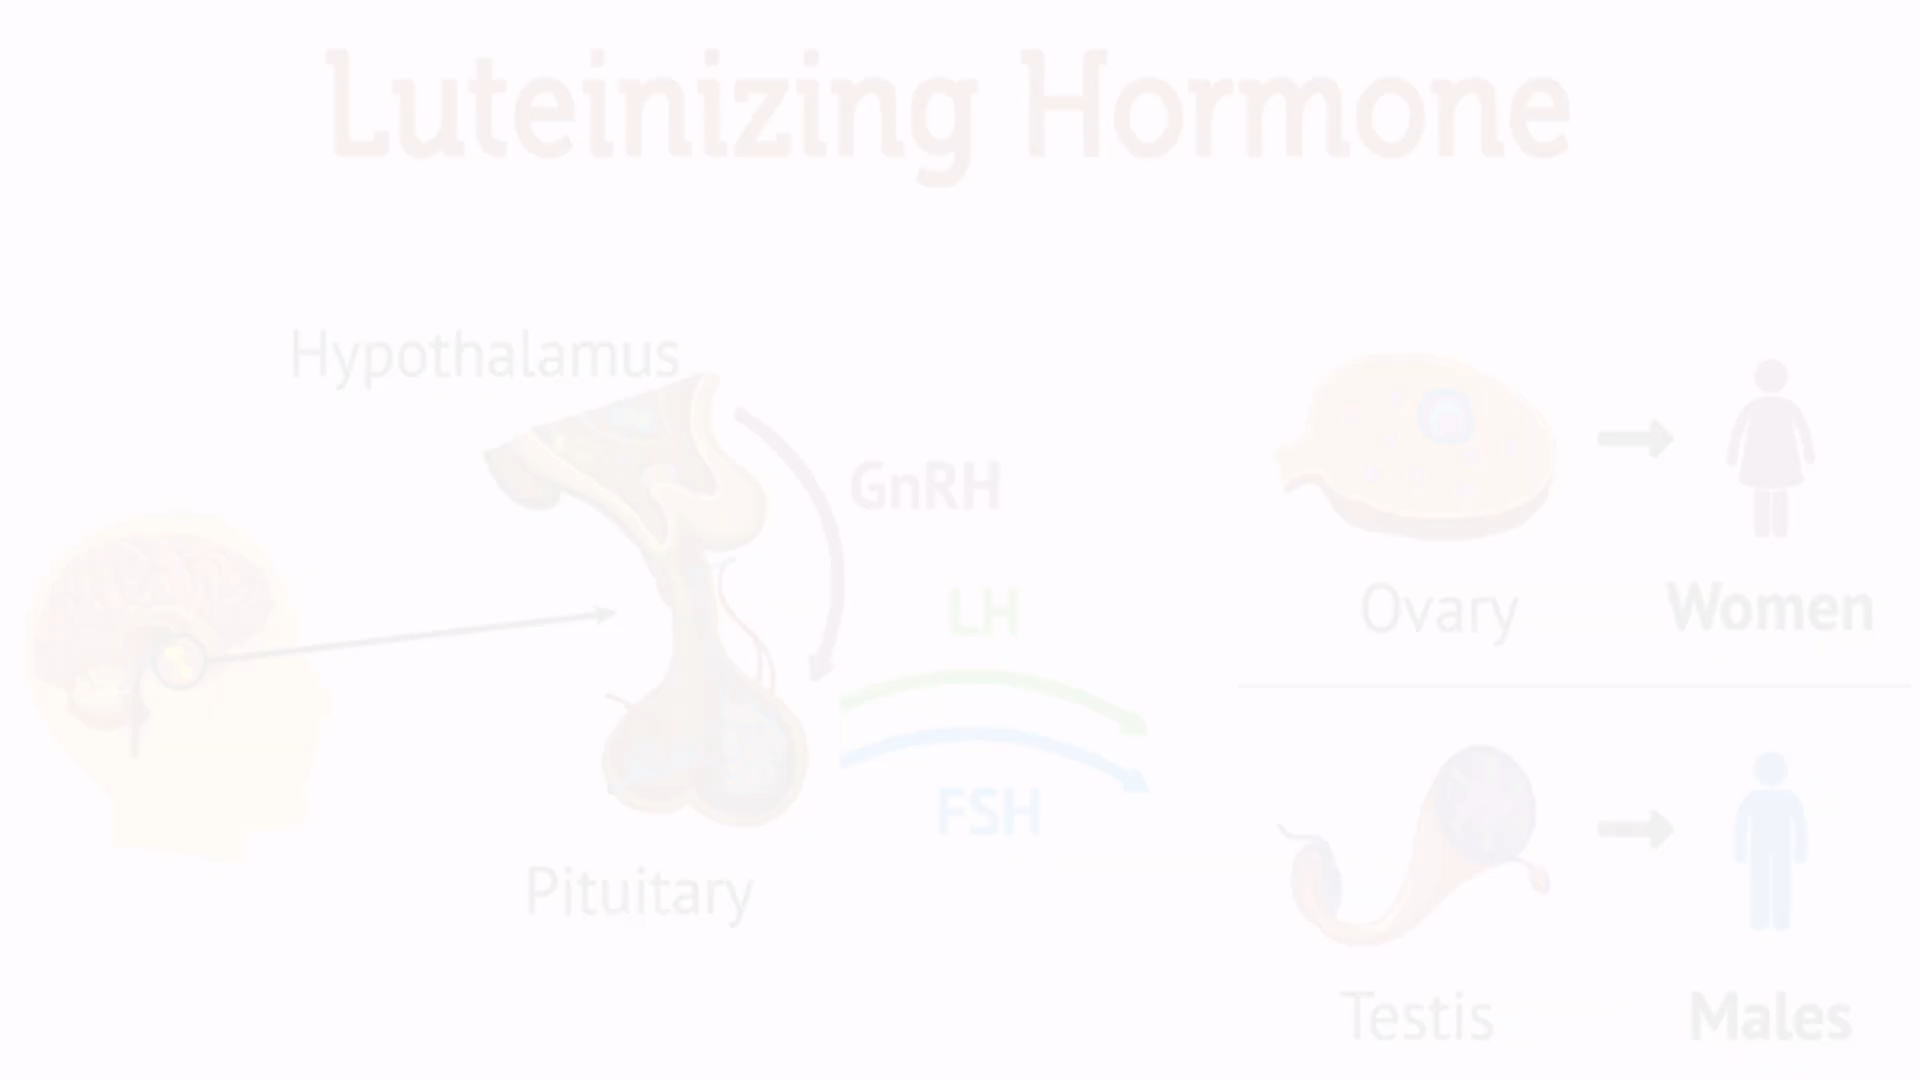 Luteinizing Hormone
Hypothalamus
GnRH
LH
FSH
Pituitary
Ovary
Women
Testis
Males